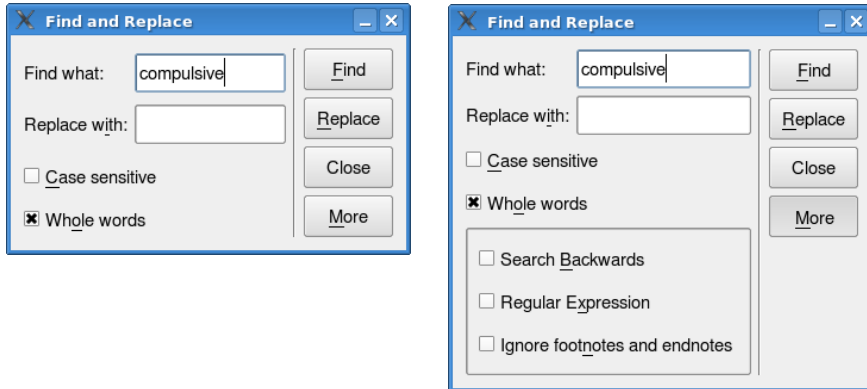 Find and Replace
Find what: compulsive Find
Replace with: Replace
Case sensitive Close
Whole words More
Find and Replace
Find what: compulsive Find
Replace with: Replace
Case sensitive Close
Whole words More
Search Backwards
Regular Expression
Ignore footnotes and endnotes